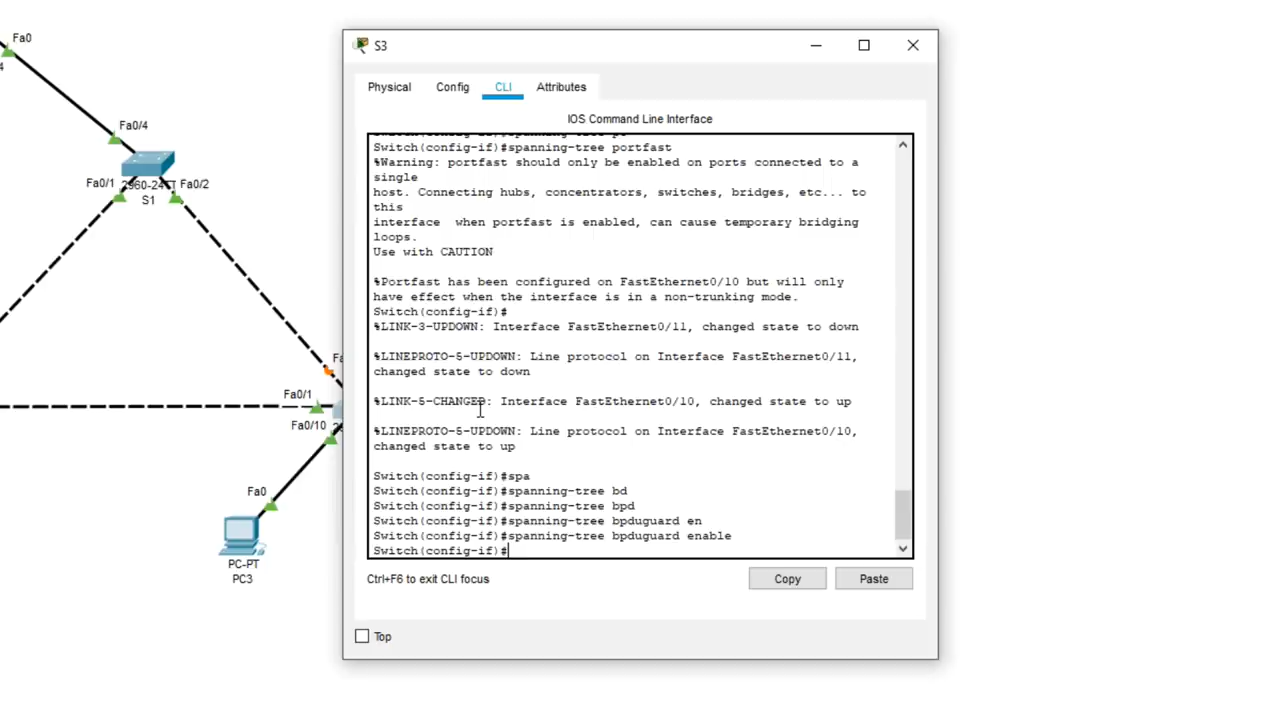 Fa0
4
Fa0/4
Fa0/1
2960-24TT
Fa0/2
S1
Fa0/1
Fa0/10
Fa0
PC-PT
PC3
S3
Physical
Config
CLI
Attributes
IOS Command Line Interface
Switch(config-if)#spanning-tree portfast
%Warning: portfast should only be enabled on ports connected to a
single
host. Connecting hubs, concentrators, switches, bridges, etc... to
this
interface  when portfast is enabled, can cause temporary bridging
loops.
Use with CAUTION
%Portfast has been configured on FastEthernet0/10 but will only
have effect when the interface is in a non-trunking mode.
Switch(config-if)#
%LINK-3-UPDOWN: Interface FastEthernet0/11, changed state to down
%LINEPROTO-5-UPDOWN: Line protocol on Interface FastEthernet0/11,
changed state to down
%LINK-5-CHANGED: Interface FastEthernet0/10, changed state to up
%LINEPROTO-5-UPDOWN: Line protocol on Interface FastEthernet0/10,
changed state to up
Switch(config-if)#spa
Switch(config-if)#spanning-tree bd
Switch(config-if)#spanning-tree bpd
Switch(config-if)#spanning-tree bpduguard en
Switch(config-if)#spanning-tree bpduguard enable
Switch(config-if)#
Ctrl+F6 to exit CLI focus
Copy
Paste
Top